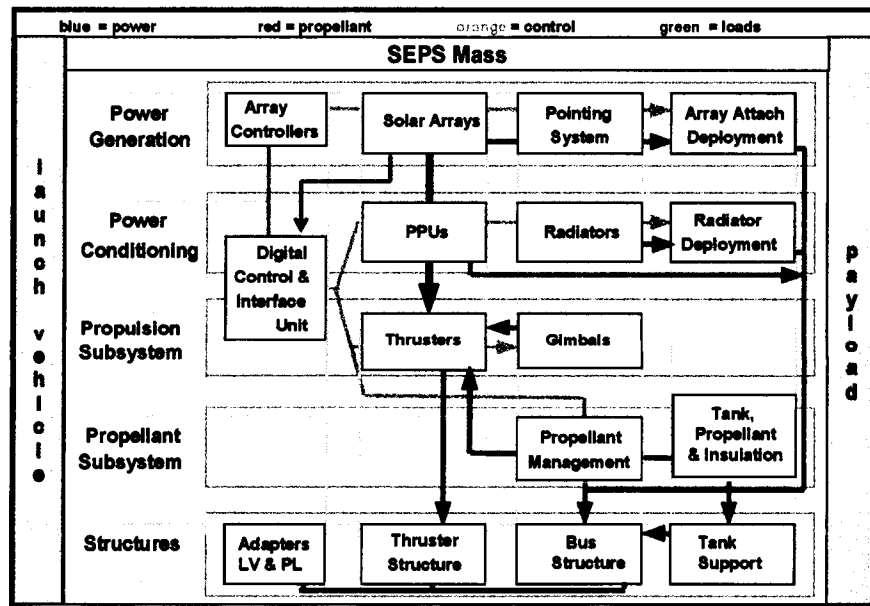 blue = power red = propellant orange = control green = loads
SEPS Mass
launch vehicle
payload
Power
Generation
Array
Controllers
Solar Arrays
Pointing
System
Array Attach
Deployment
Power
Conditioning
Digital
Control &
Interface
Unit
PPUs
Radiators
Radiator
Deployment
Propulsion
Subsystem
Thrusters
Gimbals
Propellant
Subsystem
Propellant
Management
Tank,
Propellant
& Insulation
Structures
Adapters
LV & PL
Thruster
Structure
Bus
Structure
Tank
Support